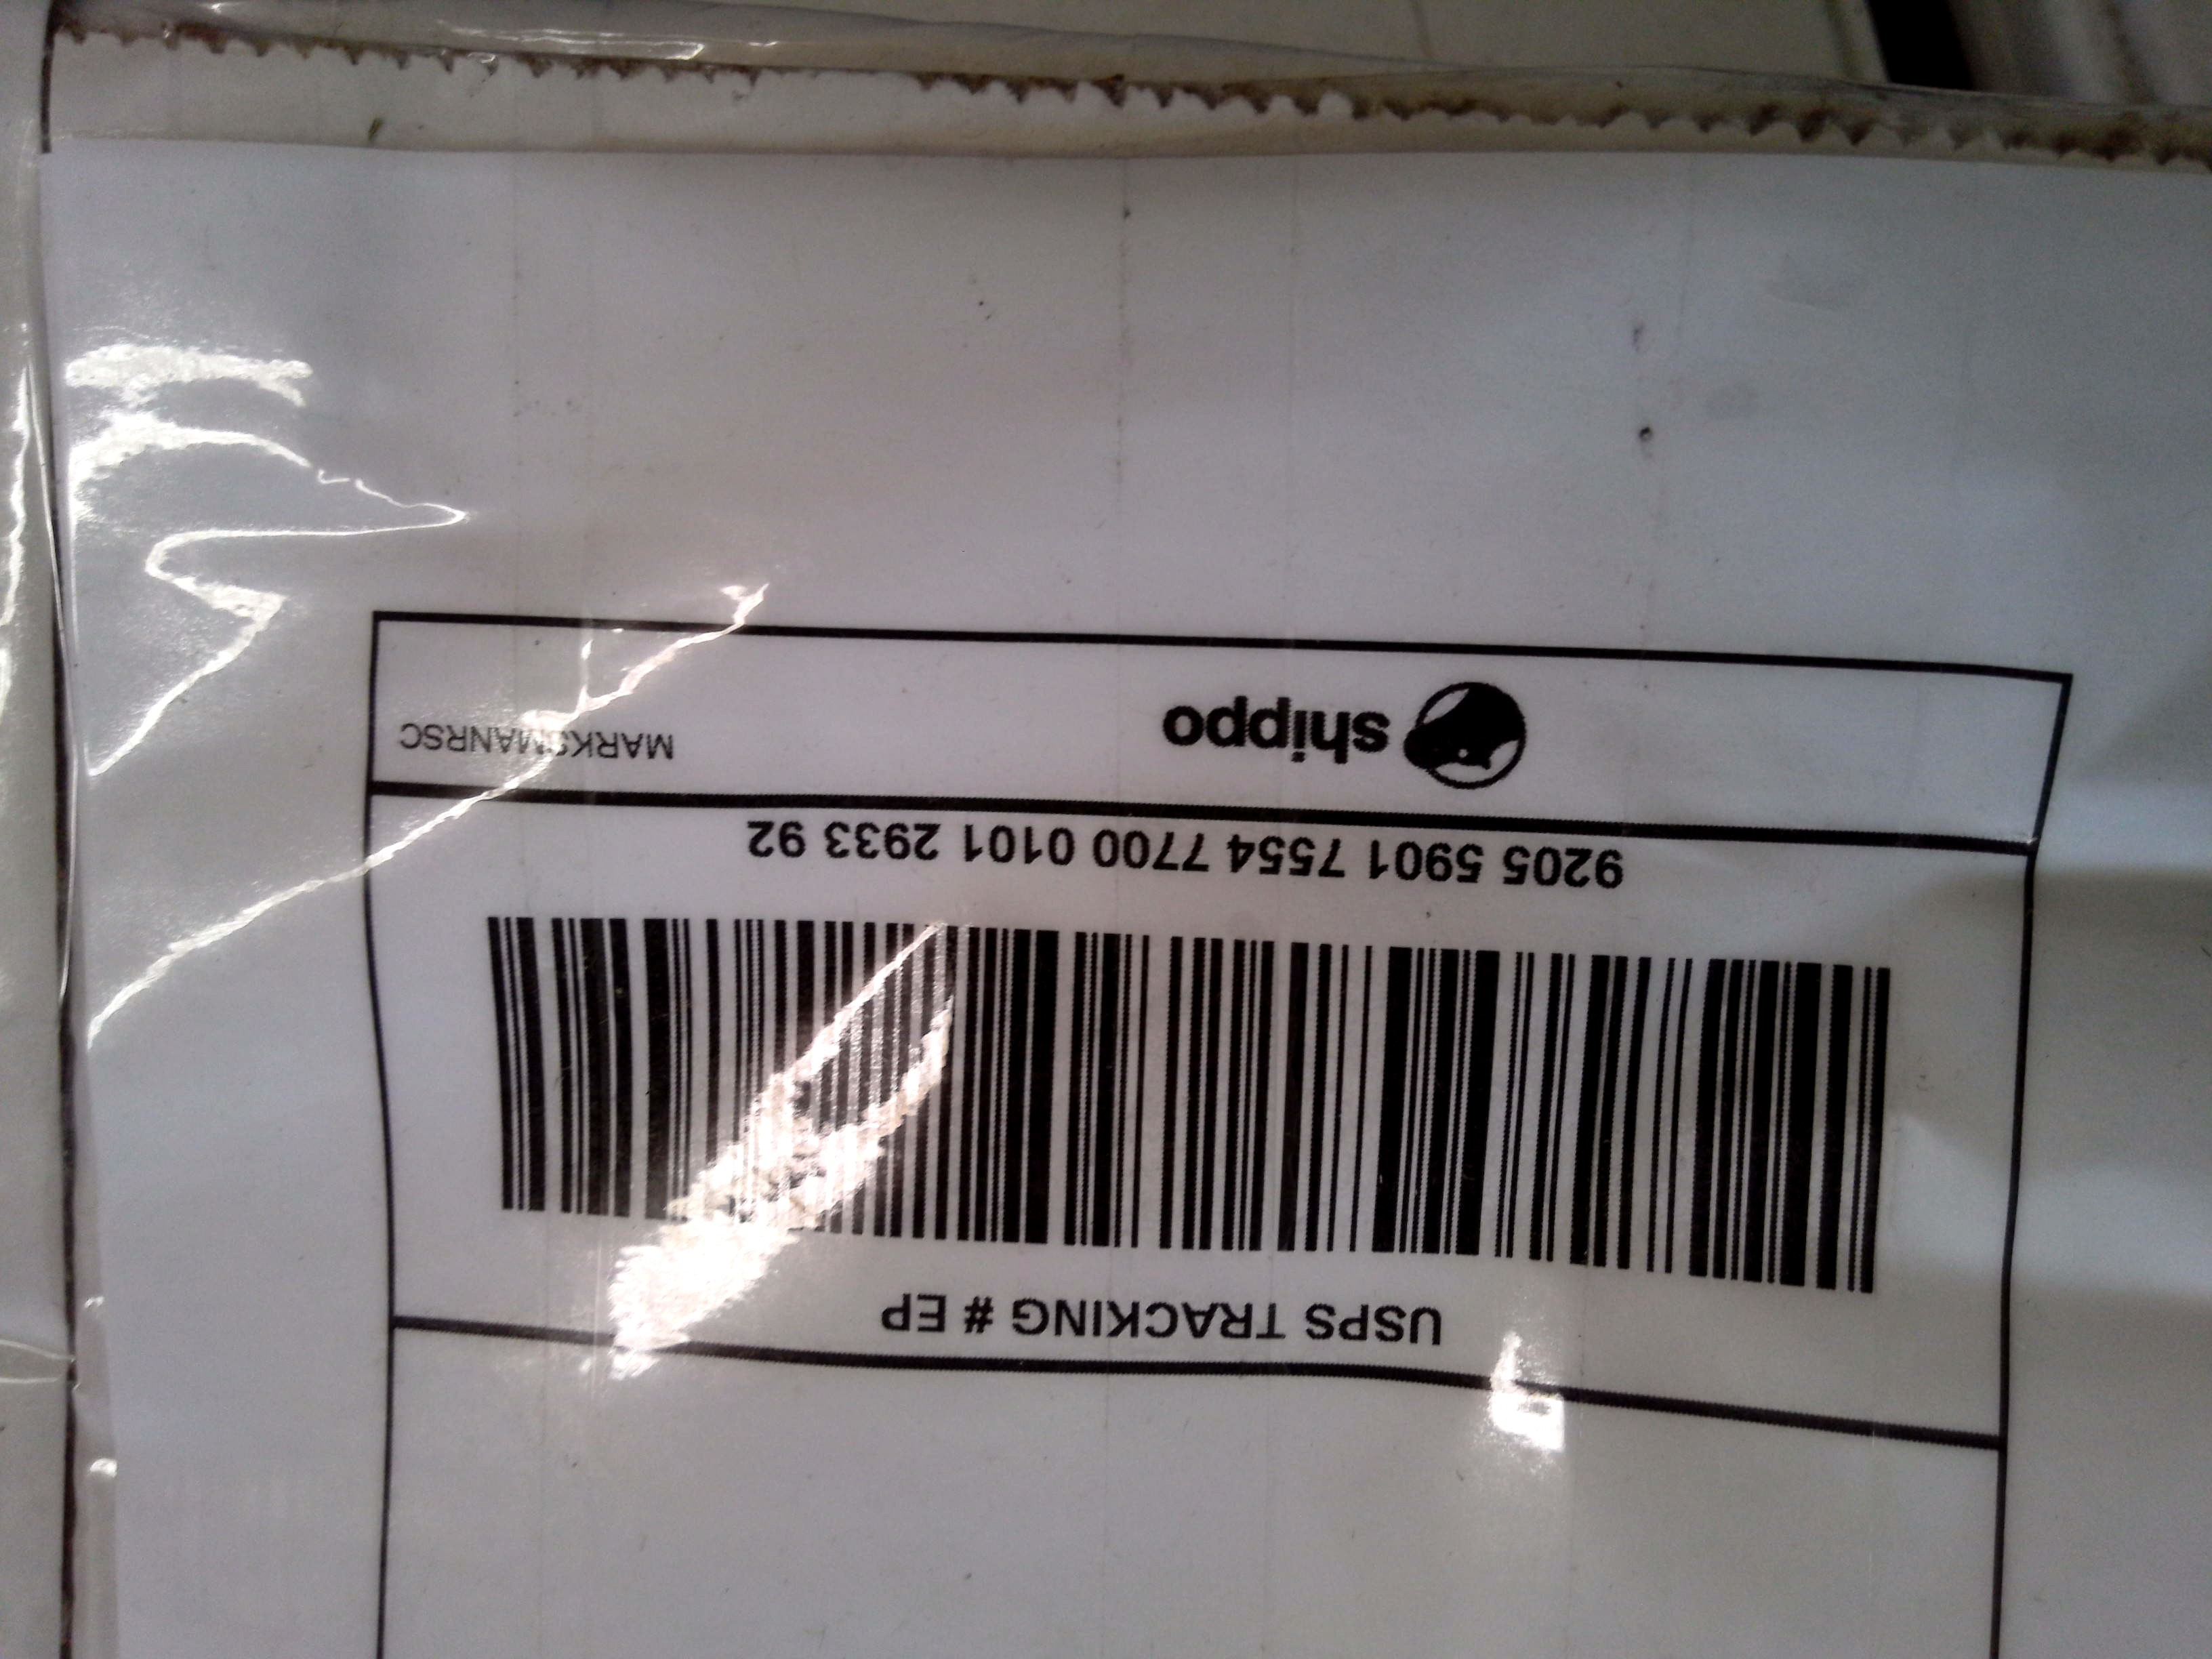 USPS TRACKING # EP
9205 5901 7554 7700 0101 2933 92
shippo
MARKSMANRSC